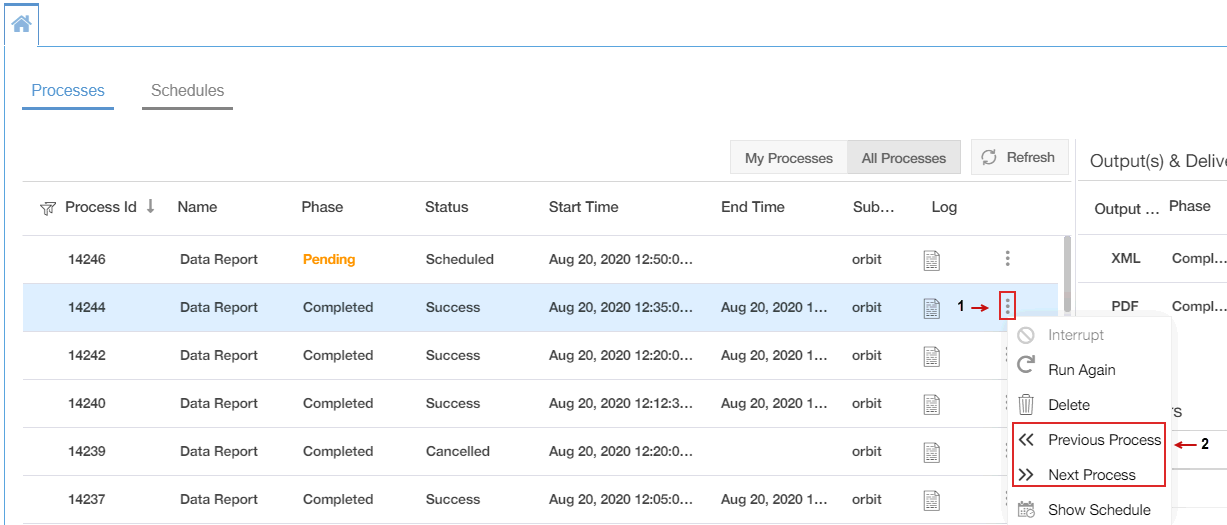 Processes Schedules
My Processes All Processes Refresh Output(s) & Delive
Process Id Name Phase Status Start Time End Time Sub... Log Output ... Phase
14246 Data Report Pending Scheduled Aug 20, 2020 12:50:0... orbit XML Compl...
14244 Data Report Completed Success Aug 20, 2020 12:35:0... Aug 20, 2020 1... orbit 1 PDF Compl...
Interrupt
14242 Data Report Completed Success Aug 20, 2020 12:20:0... Aug 20, 2020 1... orbit
Run Again
14240 Data Report Completed Success Aug 20, 2020 12:12:3... Aug 20, 2020 1... orbit Delete rs
Previous Process 2
14239 Data Report Completed Cancelled Aug 20, 2020 12:20:0... orbit
Next Process
14237 Data Report Completed Success Aug 20, 2020 12:05:0... Aug 20, 2020 1... orbit
Show Schedule